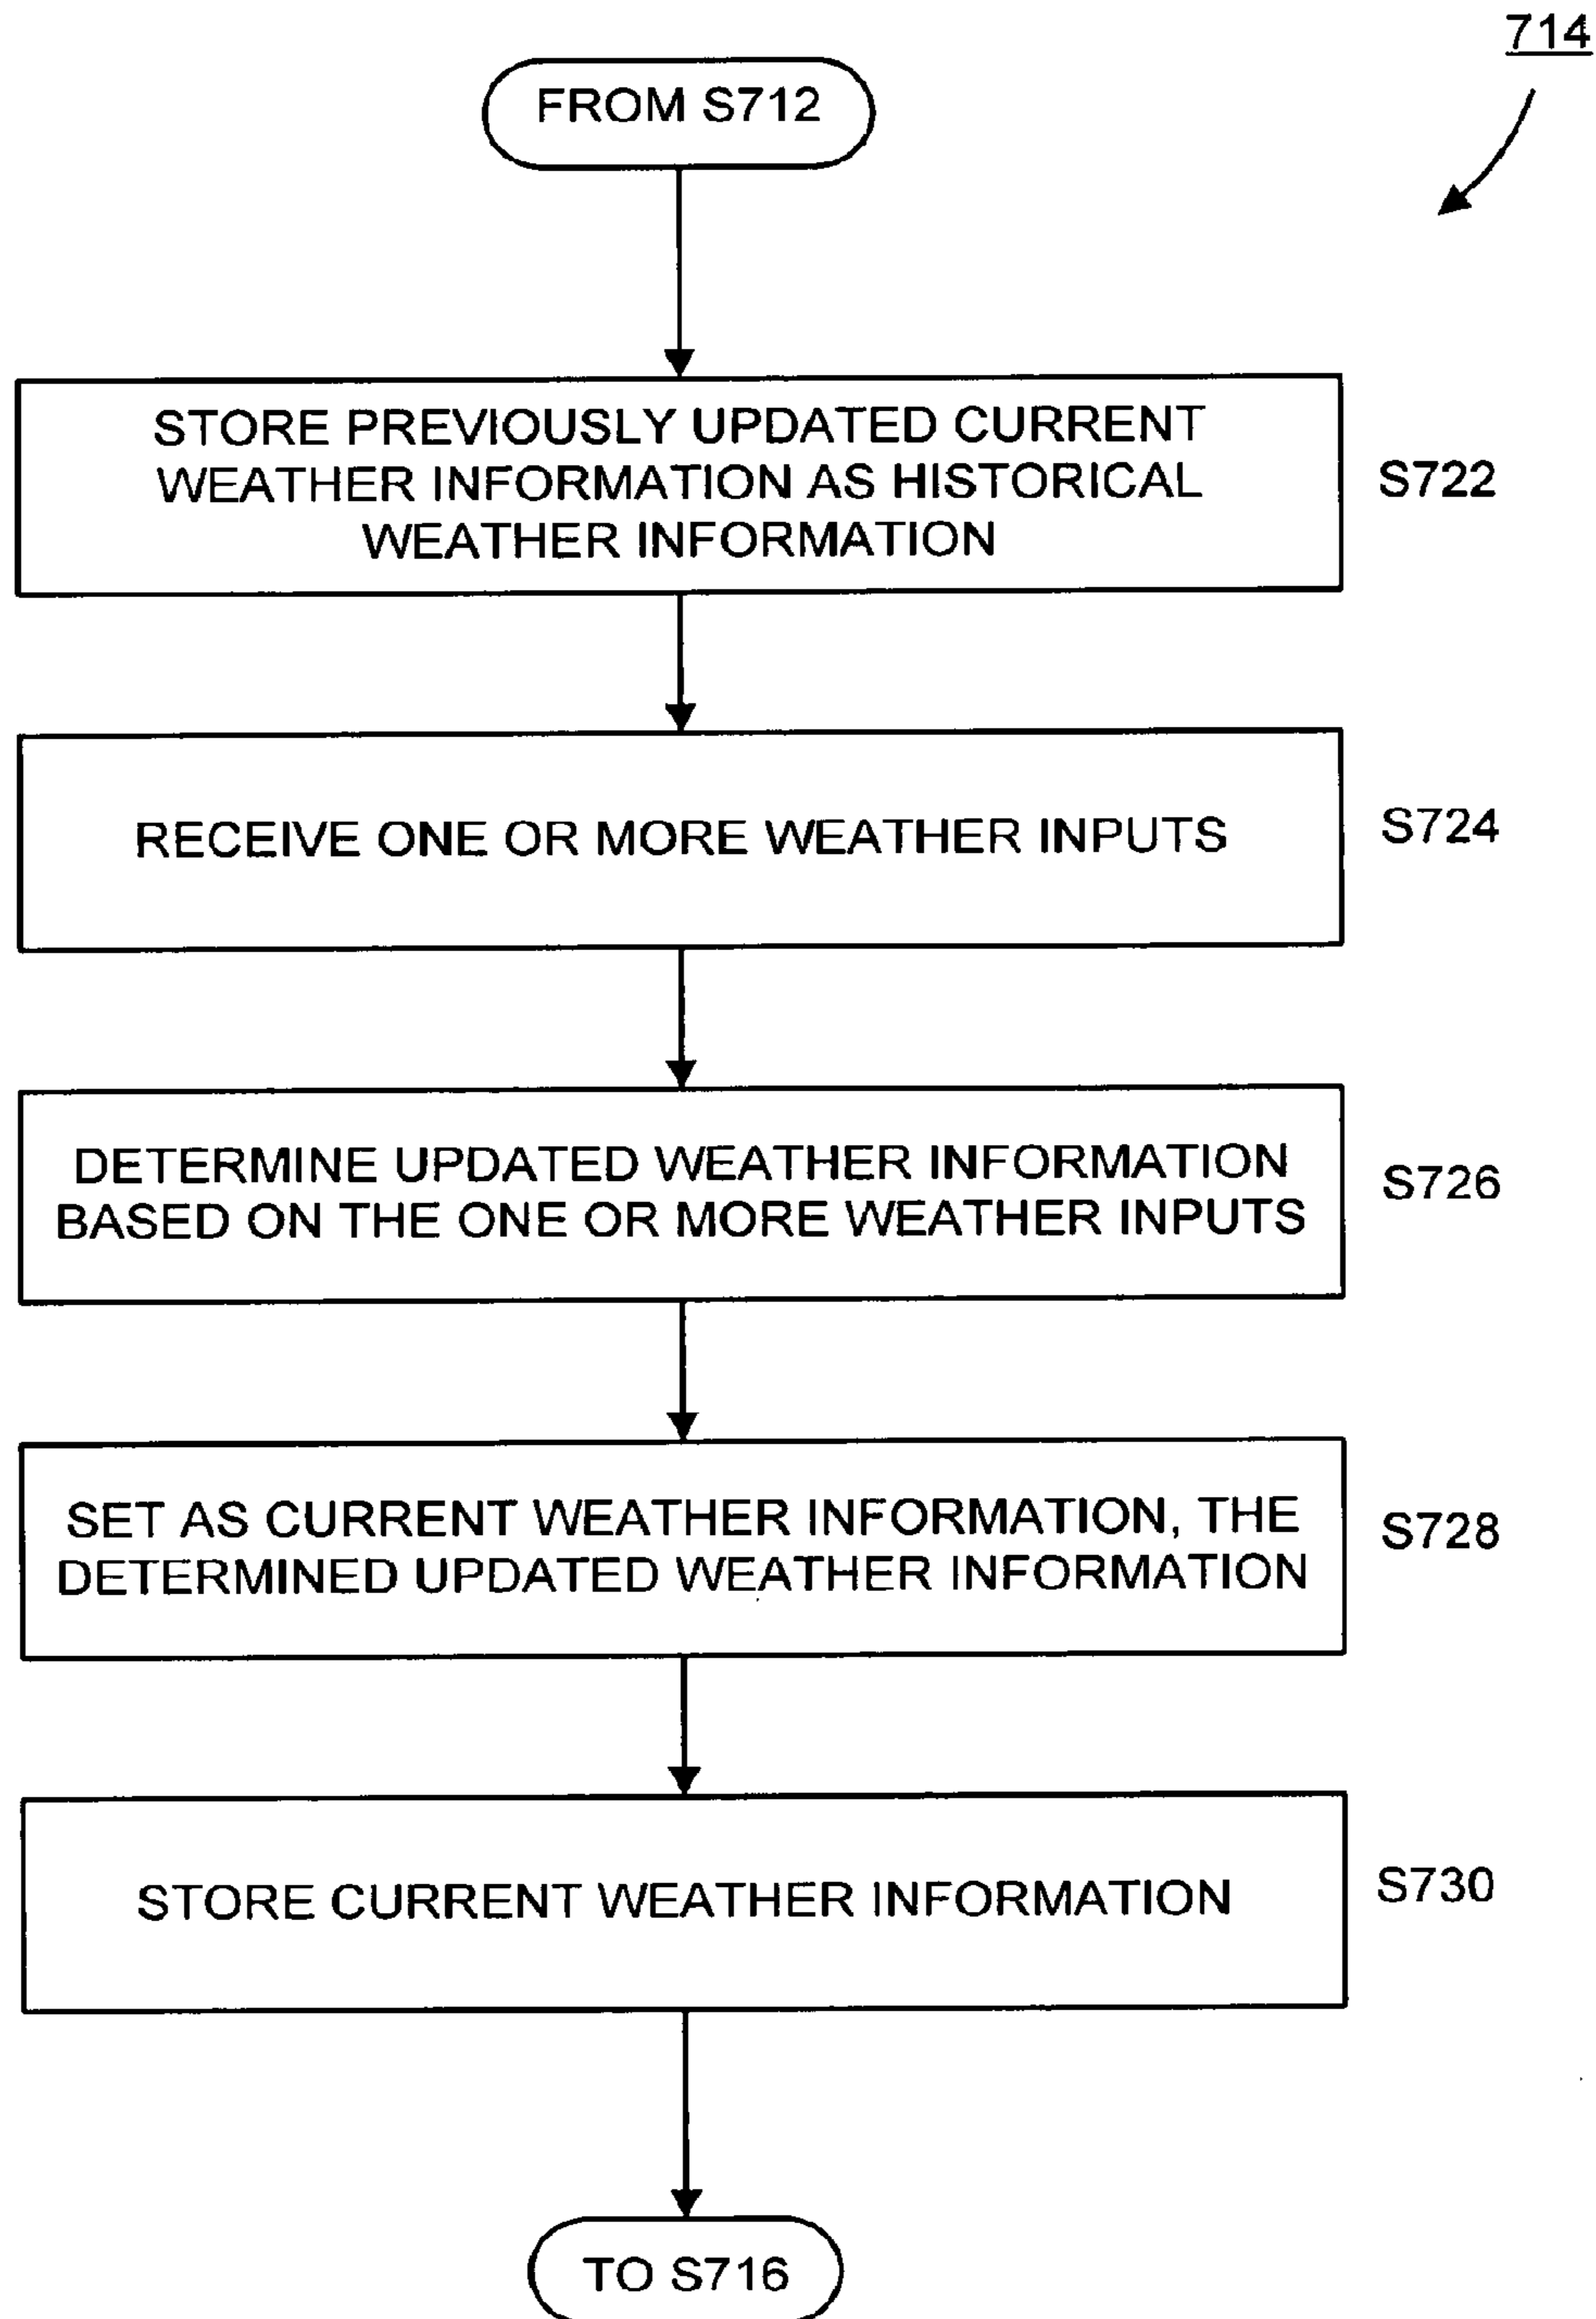 714
FROM S712
STORE PREVIOUSLY UPDATED CURRENT
WEATHER INFORMATION AS HISTORICAL
WEATHER INFORMATION
S722
RECEIVE ONE OR MORE WEATHER INPUTS
S724
DETERMINE UPDATED WEATHER INFORMATION
BASED ON THE ONE OR MORE WEATHER INPUTS
S726
SET AS CURRENT WEATHER INFORMATION, THE
DETERMINED UPDATED WEATHER INFORMATION
S728
STORE CURRENT WEATHER INFORMATION
S730
TO S716